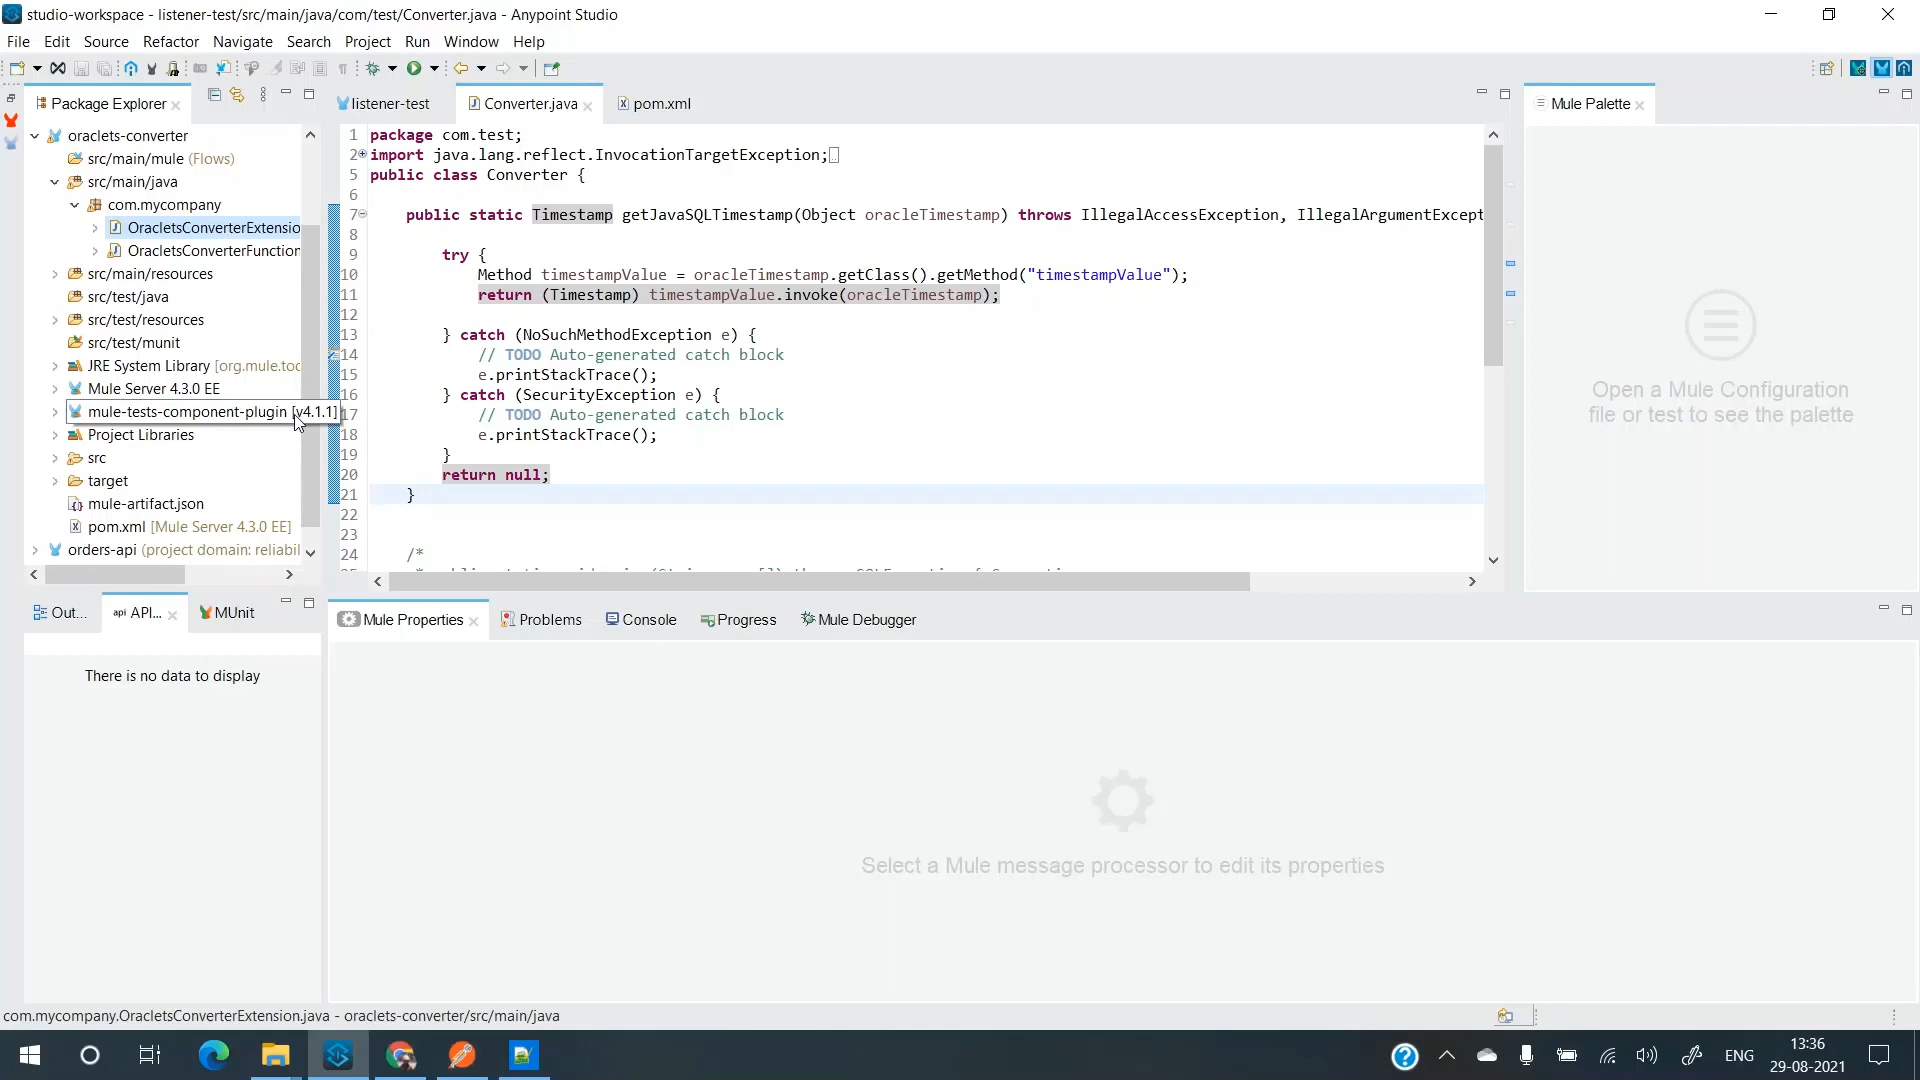 studio-workspace - listener-test/src/main/java/com/test/Converter.java - Anypoint Studio
File Edit Source Refactor Navigate Search Project Run Window Help
Package Explorer
oraclets-converter
src/main/mule (Flows)
src/main/java
com.mycompany
OracletsConverterExtensio
OracletsConverterFunction
src/main/resources
src/test/java
src/test/resources
src/test/munit
JRE System Library [org.mule.too
Mule Server 4.3.0 EE
mule-tests-component-plugin [v4.1.1]
Project Libraries
src
target
mule-artifact.json
pom.xml [Mule Server 4.3.0 EE]
orders-api (project domain: reliabil
listener-test
Converter.java
pom.xml
1 package com.test;
2 import java.lang.reflect.InvocationTargetException;
5 public class Converter {
6
7 public static Timestamp getJavaSQLTimestamp(Object oracleTimestamp) throws IllegalAccessException, IllegalArgumentExcept
8
9 try {
10 Method timestampValue = oracleTimestamp.getClass().getMethod("timestampValue");
11 return (Timestamp) timestampValue.invoke(oracleTimestamp);
12
13 } catch (NoSuchMethodException e) {
14 // TODO Auto-generated catch block
15 e.printStackTrace();
16 } catch (SecurityException e) {
17 // TODO Auto-generated catch block
18 e.printStackTrace();
19 }
20 return null;
21 }
22
23
24 /*
Mule Palette
Open a Mule Configuration
file or test to see the palette
Out...
api API...
MUnit
There is no data to display
Mule Properties
Problems
Console
Progress
Mule Debugger
Select a Mule message processor to edit its properties
com.mycompany.OracletsConverterExtension.java - oraclets-converter/src/main/java
ENG
13:36
29-08-2021